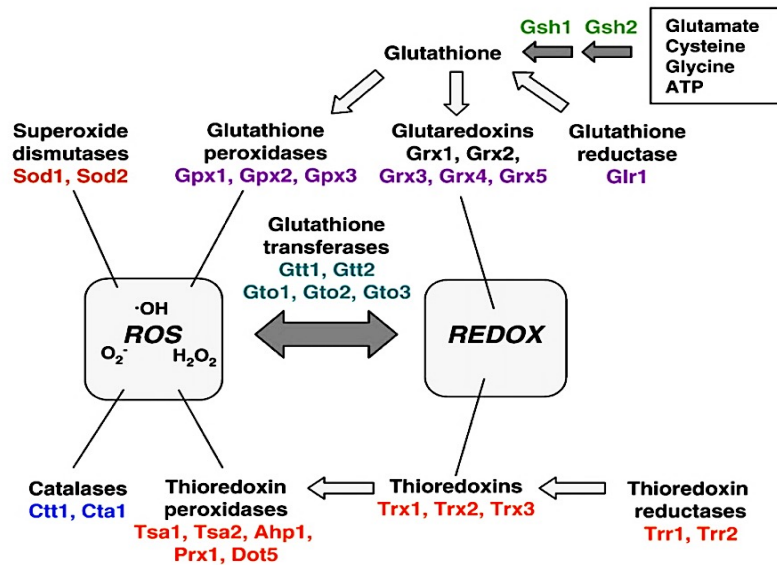 Gsh1 Gsh2
Glutamate
Cysteine
Glycine
ATP
Glutathione
Superoxide
dismutases
Sod1, Sod2
Glutathione
peroxidases
Gpx1, Gpx2, Gpx3
Glutaredoxins
Grx1, Grx2,
Grx3, Grx4, Grx5
Glutathione
reductase
Glr1
Glutathione
transferases
Gtt1, Gtt2
Gto1, Gto2, Gto3
·OH
ROS
O₂⁻ H₂O₂
REDOX
Catalases
Ctt1, Cta1
Thioredoxin
peroxidases
Tsa1, Tsa2, Ahp1,
Prx1, Dot5
Thioredoxins
Trx1, Trx2, Trx3
Thioredoxin
reductases
Trr1, Trr2